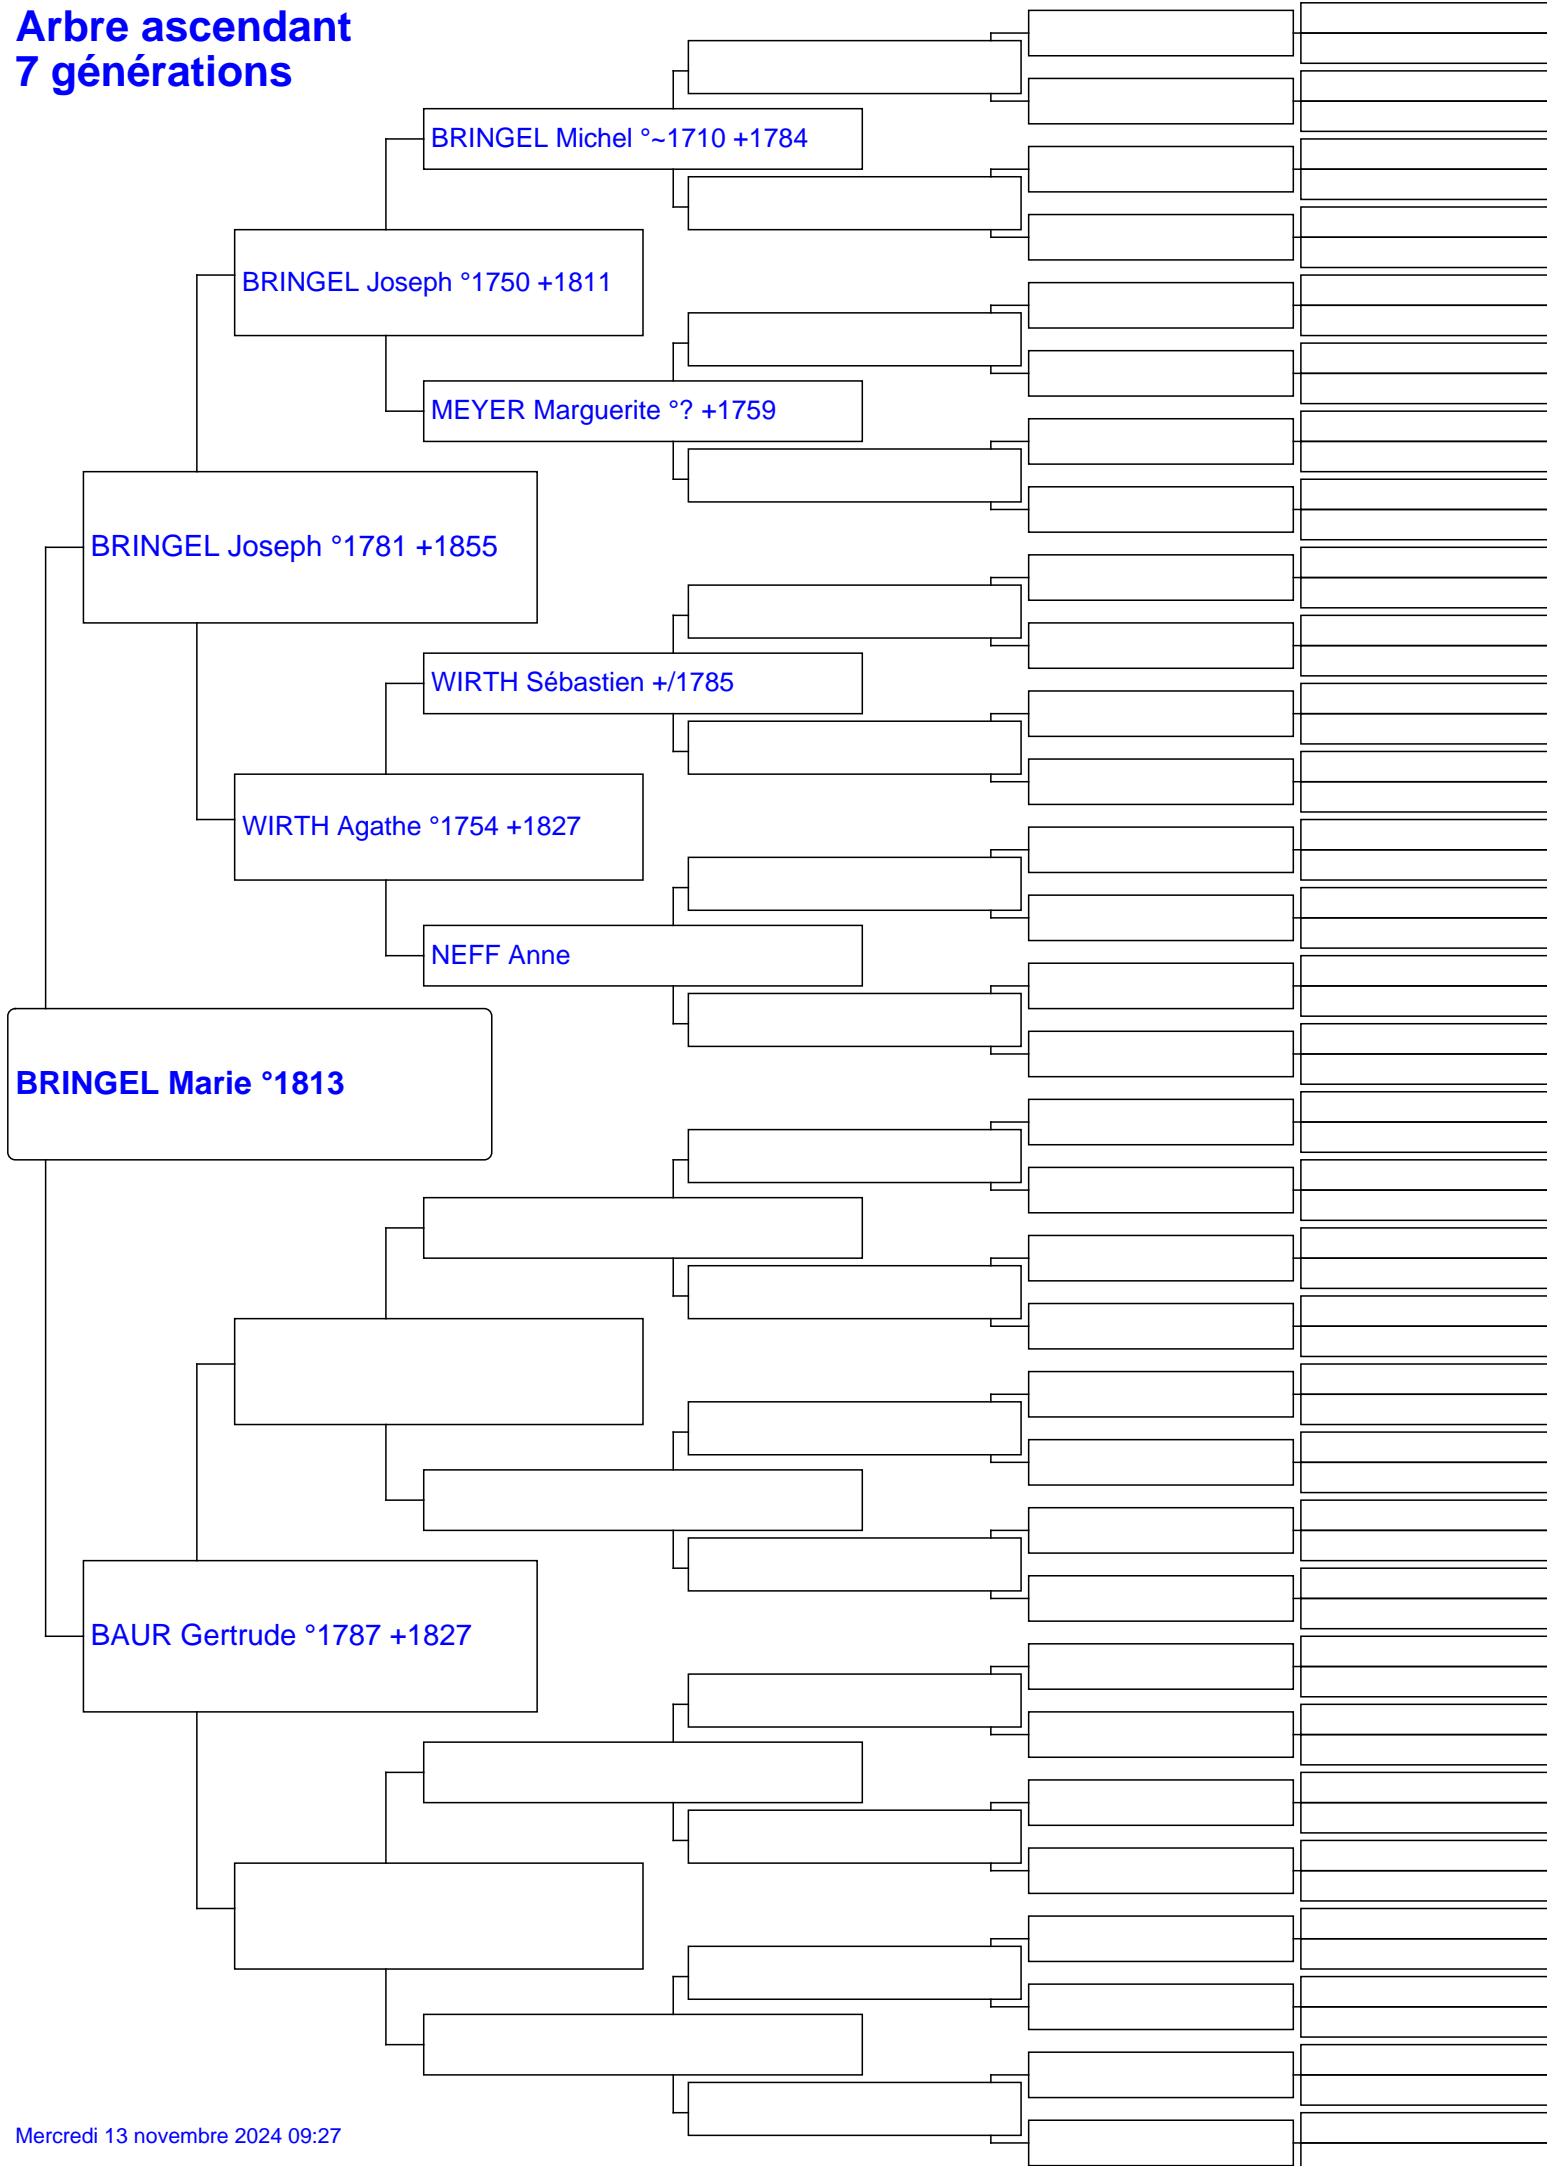 Arbre ascendant
7 générations
BRINGEL Michel °~1710 +1784
BRINGEL Joseph °1750 +1811
MEYER Marguerite °? +1759
BRINGEL Joseph °1781 +1855
WIRTH Sébastien +/1785
WIRTH Agathe °1754 +1827
NEFF Anne
BRINGEL Marie °1813
BAUR Gertrude °1787 +1827
Mercredi 13 novembre 2024 09:27